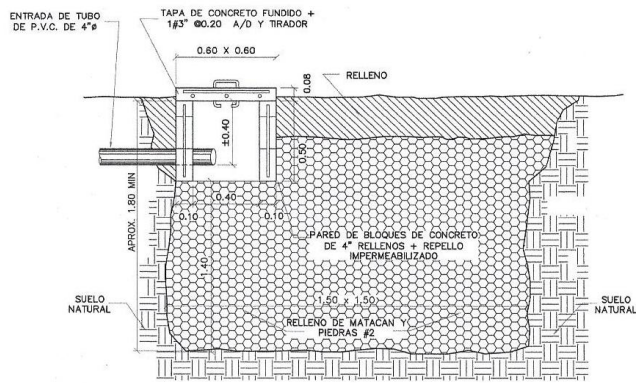 ENTRADA DE TUBO
DE P.V.C. DE 4"ø
TAPA DE CONCRETO FUNDIDO +
1#3" @0.20 A/D Y TIRADOR
0.60 X 0.60
0.08
RELLENO
±0.40
0.50
0.40
0.10
0.10
APROX. 1.80 MIN
1.40
PARED DE BLOQUES DE CONCRETO
DE 4" RELLENOS + REPELLO
IMPERMEABILIZADO
1.50 x 1.50
SUELO
NATURAL
RELLENO DE MATACAN Y
PIEDRAS #2
SUELO
NATURAL